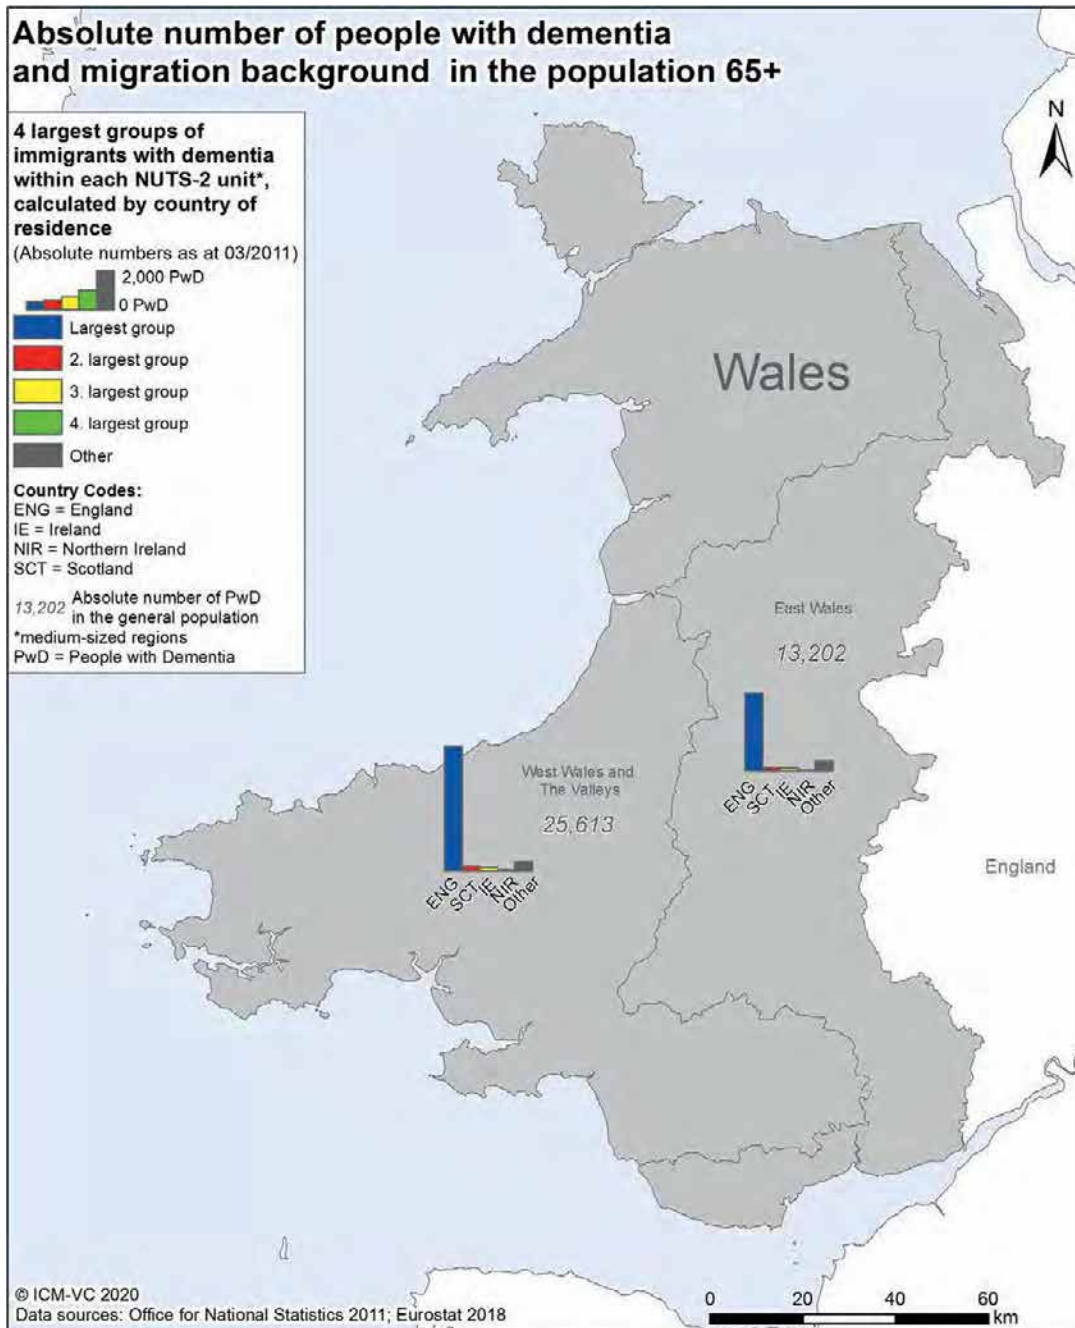 Absolute number of people with dementia
and migration background in the population 65+
N
4 largest groups of
immigrants with dementia
within each NUTS-2 unit*,
calculated by country of
residence
(Absolute numbers as at 03/2011)
2,000 PwD
0 PwD
Largest group
2. largest group
3. largest group
4. largest group
Other
Country Codes:
ENG = England
IE = Ireland
NIR = Northern Ireland
SCT = Scotland
13,202 Absolute number of PwD
in the general population
*medium-sized regions
PwD = People with Dementia
Wales
East Wales
13,202
ENG
SCT
IE
NIR
Other
West Wales and
The Valleys
25,613
ENG
SCT
IE
NIR
Other
England
© ICM-VC 2020
Data sources: Office for National Statistics 2011; Eurostat 2018
0 20 40 60
km